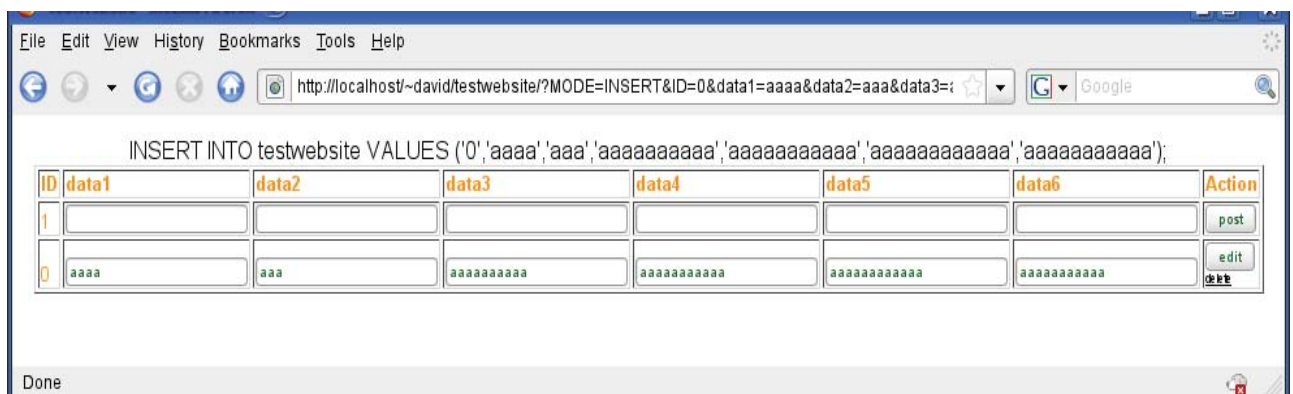 File Edit View History Bookmarks Tools Help
http://localhost/~david/testwebsite/?MODE=INSERT&ID=0&data1=aaaa&data2=aaa&data3=a
G Google
INSERT INTO testwebsite VALUES ('0','aaaa','aaa','aaaaaaaaaa','aaaaaaaaaaa','aaaaaaaaaaaa','aaaaaaaaaaa');
ID data1 data2 data3 data4 data5 data6 Action
1 post
0 aaaa aaa aaaaaaaaaa aaaaaaaaaaa aaaaaaaaaaaa aaaaaaaaaaa edit
delete
Done